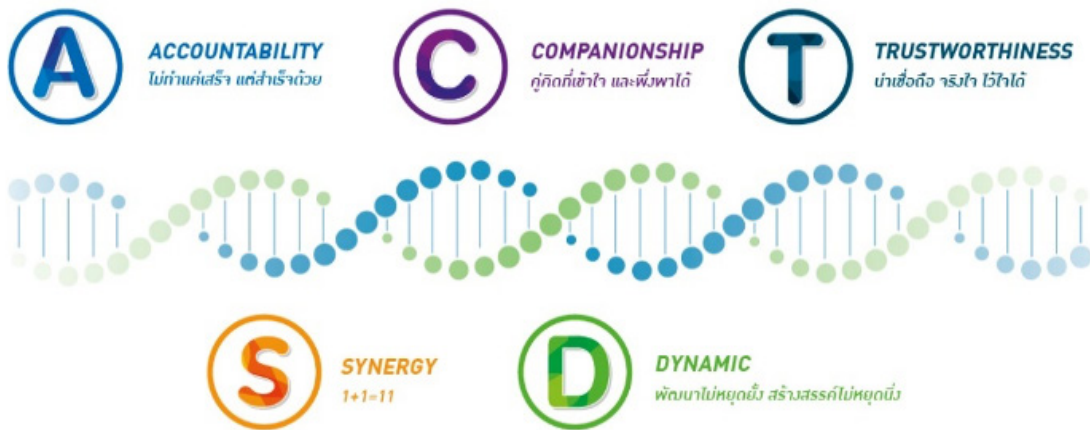 A
ACCOUNTABILITY
ไม่ทำแค่เสร็จ แต่สำเร็จด้วย
C
COMPANIONSHIP
คู่คิดที่เข้าใจ และพึ่งพาได้
T
TRUSTWORTHINESS
น่าเชื่อถือ จริงใจ ไว้ใจได้
S
SYNERGY
1+1=11
D
DYNAMIC
พัฒนาไม่หยุดยั้ง สร้างสรรค์ไม่หยุดนิ่ง